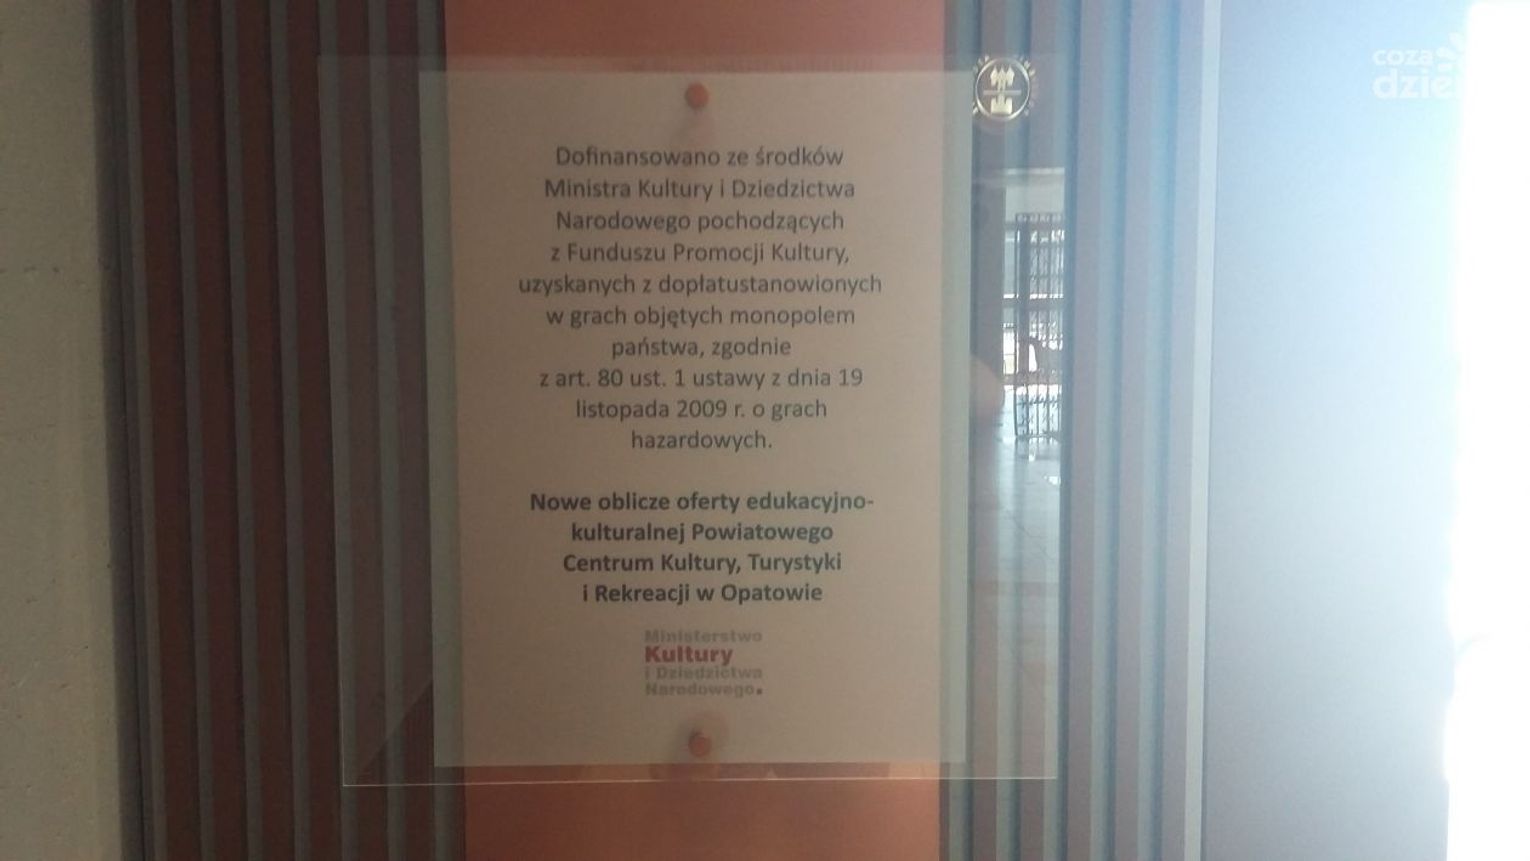 coza
Dofinansowano ze środków
Ministra Kultury i Dziedzictwa
Narodowego pochodzących
z Funduszu Promocji Kultury,
uzyskanych z dopłatustanowionych
w grach objętych monopolem
państwa, zgodnie
z art. 80 ust. 1 ustawy z dnia 19
listopada 2009 r. o grach
hazardowych.
Nowe oblicze oferty edukacyjno-
kulturalnej Powiatowego
Centrum Kultury, Turystyki
i Rekreacji w Opatowie
Ministerstwo
Kultury
i Dziedzictwa
Narodowego.